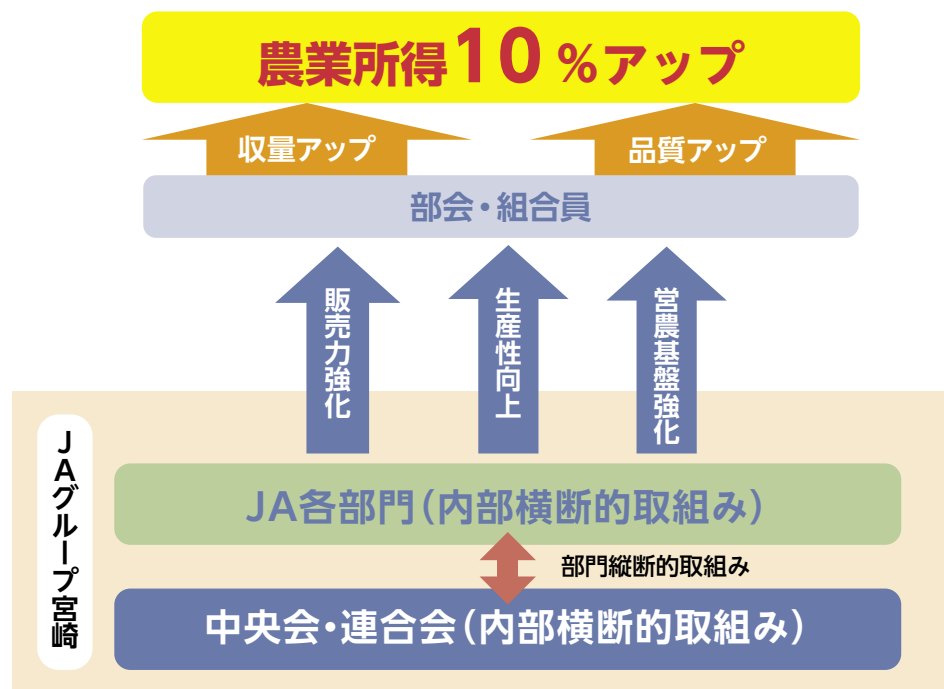 農業所得10%アップ
収量アップ
品質アップ
部会・組合員
販売力強化
生産性向上
営農基盤強化
JAグループ宮崎
JA各部門(内部横断的取組み)
部門縦断的取組み
中央会・連合会(内部横断的取組み)